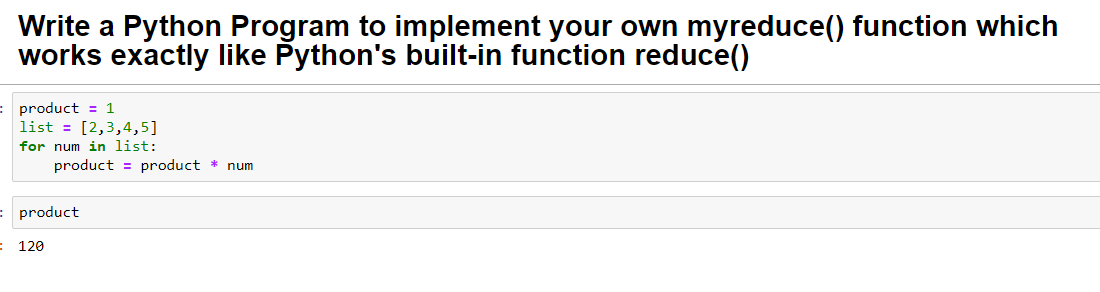 Write a Python Program to implement your own myreduce() function which
works exactly like Python's built-in function reduce()
: product = 1
list = [2,3,4,5]
for num in list:
    product = product * num
: product
: 120